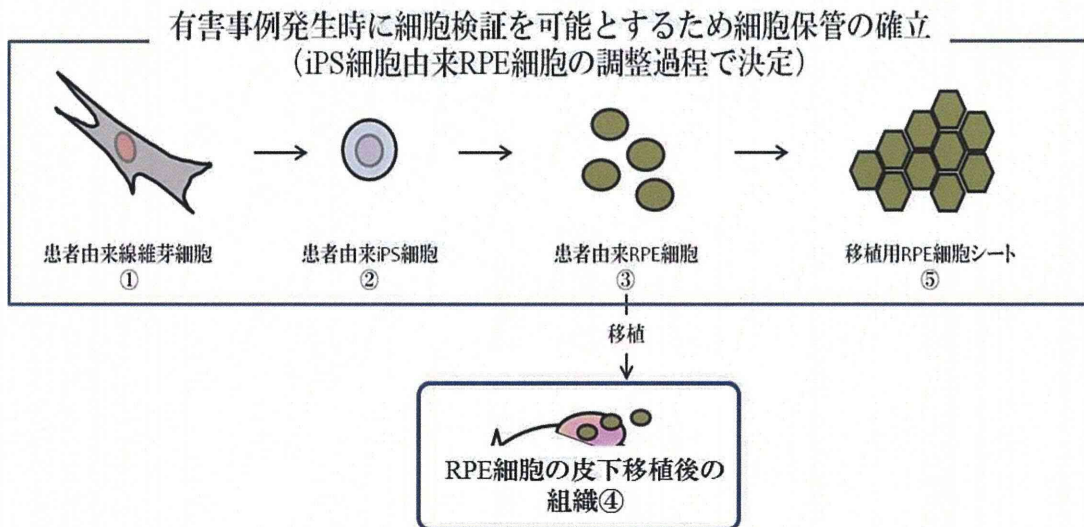 有害事例発生時に細胞検証を可能とするため細胞保管の確立
（iPS細胞由来RPE細胞の調整過程で決定）
患者由来線維芽細胞
①
患者由来iPS細胞
②
患者由来RPE細胞
③
移植用RPE細胞シート
⑤
移植
RPE細胞の皮下移植後の
組織④